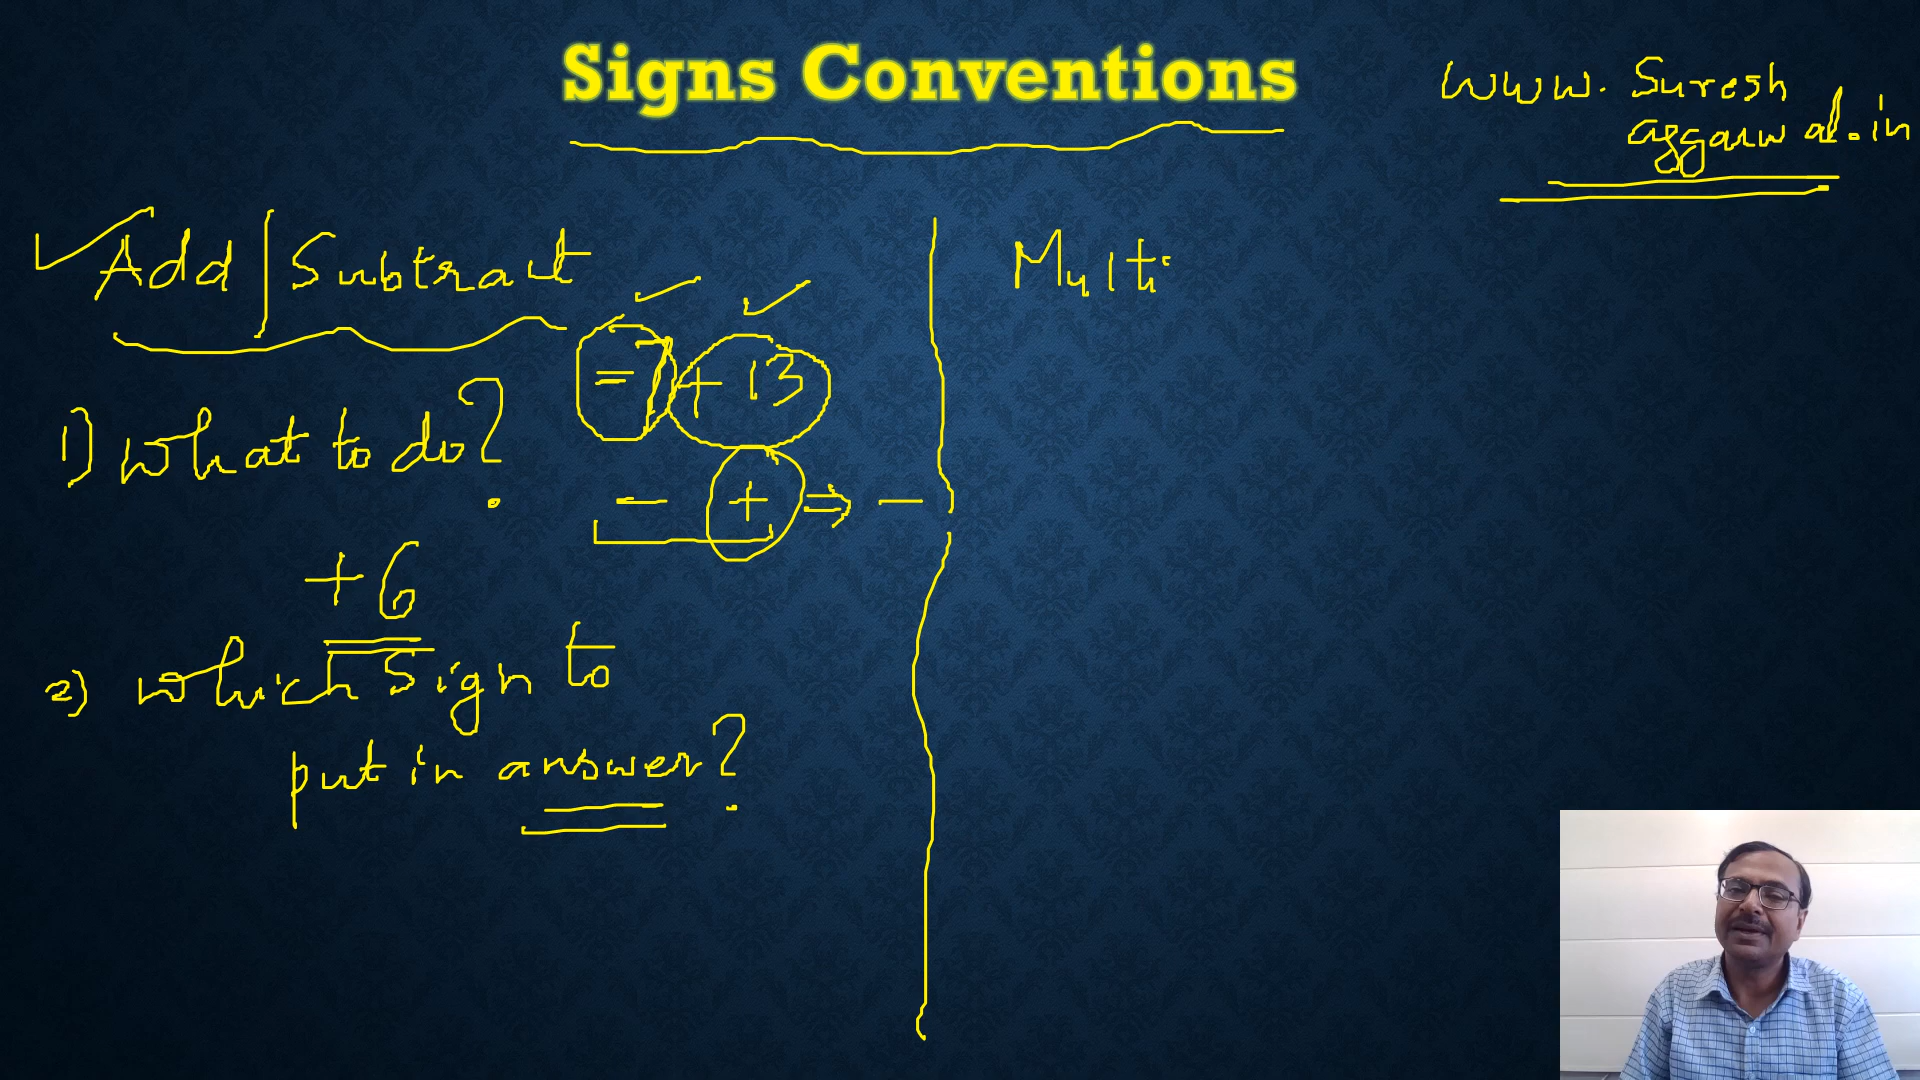 Signs Conventions
www. Suresh
aggarwal.in
Add | Subtract
-7 + 13
1) What to do?
- + ⇒ -
+6
2) which Sign to
put in answer?
Multi